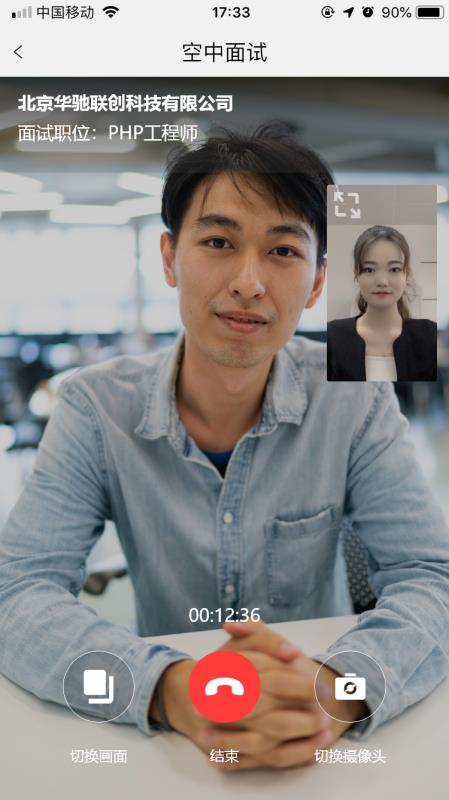 中国移动 17:33 90%
空中面试
北京华驰联创科技有限公司
面试职位：PHP工程师
00:12:36
切换画面 结束 切换摄像头